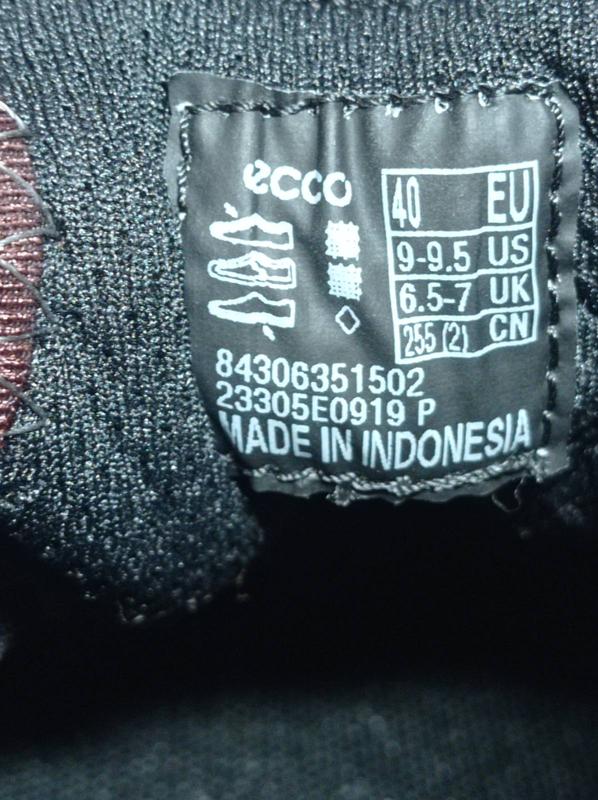 ecco
40 EU
9-9.5 US
6.5-7 UK
255 (2) CN
84306351502
23305E0919 P
MADE IN INDONESIA